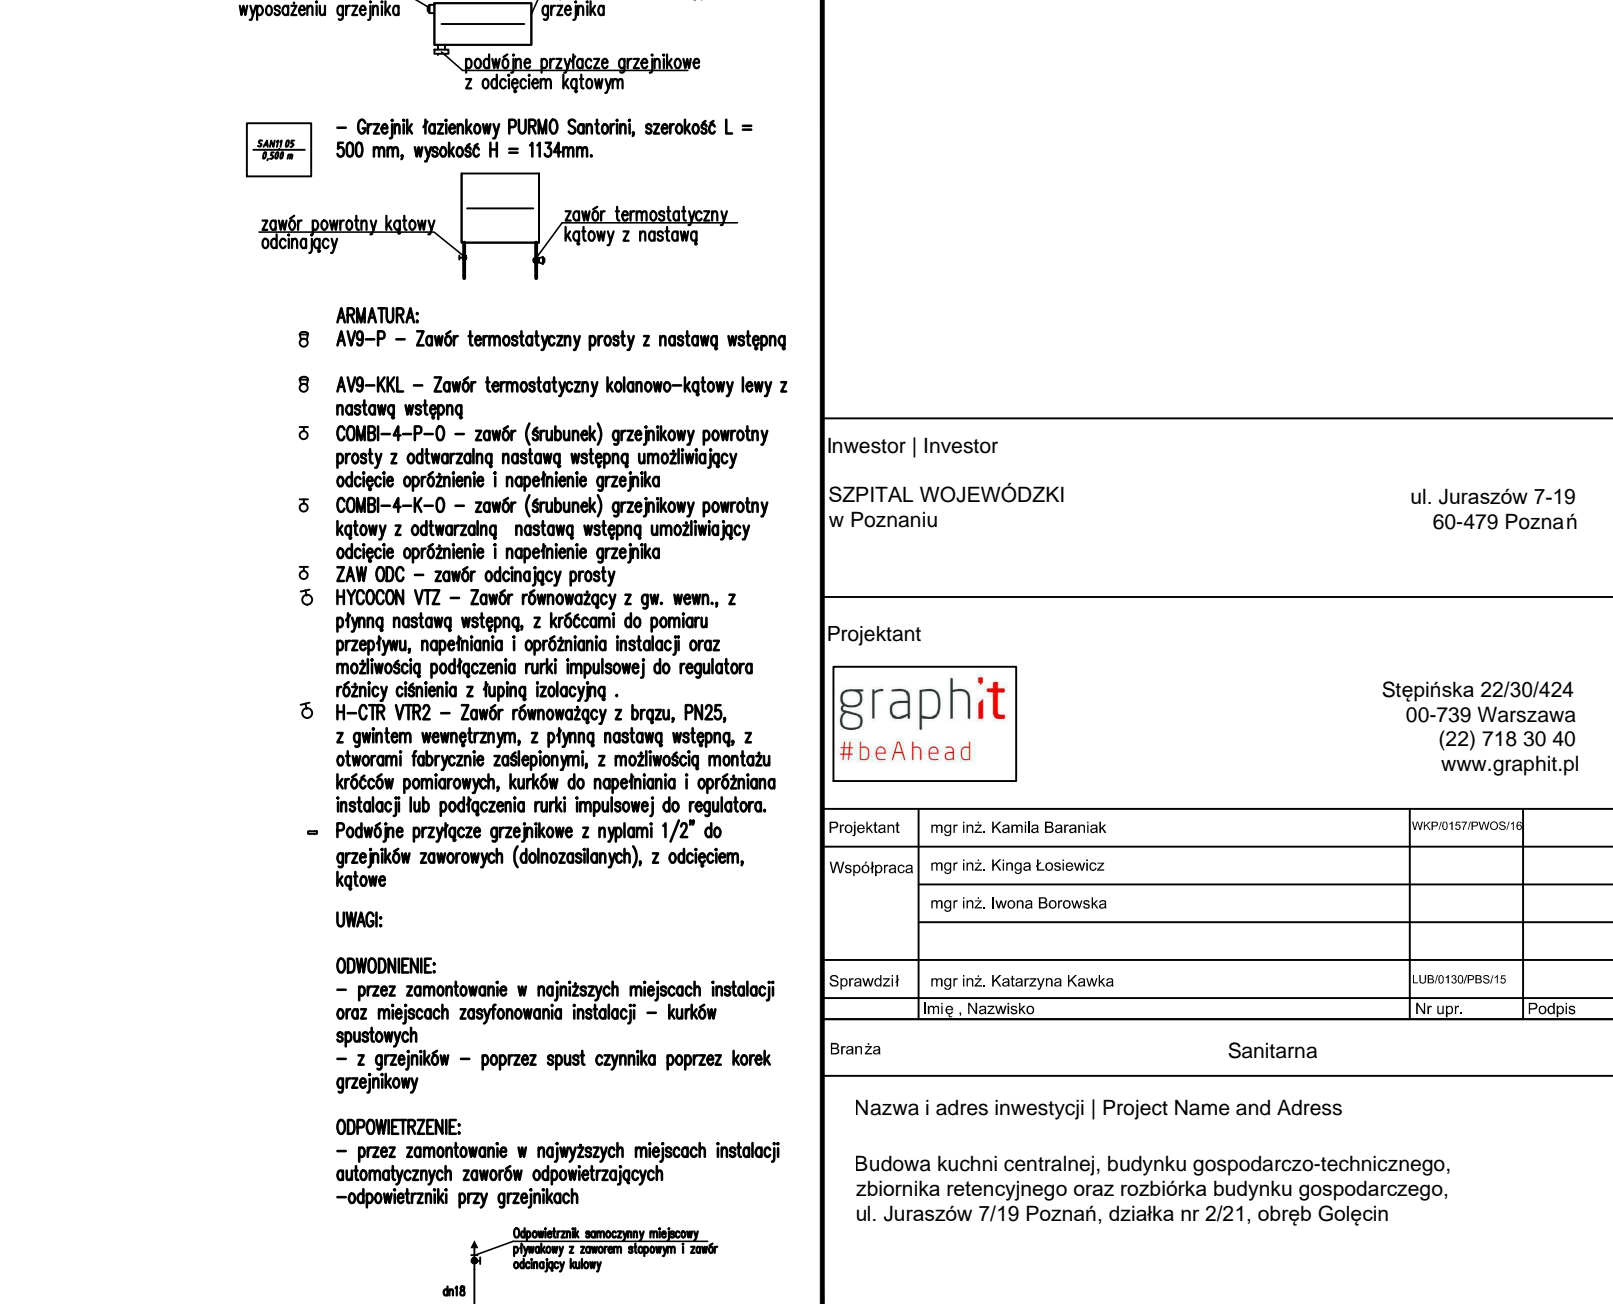 wyposażeniu grzejnika
grzejnika
podwójne przyłacze grzejnikowe
z odcięciem kątowym
SAN11 05
0,500 m
– Grzejnik łazienkowy PURMO Santorini, szerokość L =
500 mm, wysokość H = 1134mm.
zawór powrotny kątowy
odcinający
zawór termostatyczny
kątowy z nastawą
ARMATURA:
AV9–P – Zawór termostatyczny prosty z nastawą wstępną
AV9–KKL – Zawór termostatyczny kolanowo–kątowy lewy z
nastawą wstępną
COMBI–4–P–O – zawór (śrubunek) grzejnikowy powrotny
prosty z odtwarzalną nastawą wstępną umożliwiający
odcięcie opróżnienie i napełnienie grzejnika
COMBI–4–K–O – zawór (śrubunek) grzejnikowy powrotny
kątowy z odtwarzalną nastawą wstępną umożliwiający
odcięcie opróżnienie i napełnienie grzejnika
ZAW ODC – zawór odcinający prosty
HYCOCON VTZ – Zawór równoważący z gw. wewn., z
płynną nastawą wstępną, z króćcami do pomiaru
przepływu, napełniania i opróżniania instalacji oraz
możliwością podłączenia rurki impulsowej do regulatora
różnicy ciśnienia z łupiną izolacyjną .
H–CTR VTR2 – Zawór równoważący z brązu, PN25,
z gwintem wewnętrznym, z płynną nastawą wstępną, z
otworami fabrycznie zaślepionymi, z możliwością montażu
króćców pomiarowych, kurków do napełniania i opróżniana
instalacji lub podłączenia rurki impulsowej do regulatora.
Podwójne przyłącze grzejnikowe z nyplami 1/2" do
grzejników zaworowych (dolnozasilanych), z odcięciem,
kątowe
UWAGI:
ODWODNIENIE:
– przez zamontowanie w najniższych miejscach instalacji
oraz miejscach zasyfonowania instalacji – kurków
spustowych
– z grzejników – poprzez spust czynnika poprzez korek
grzejnikowy
ODPOWIETRZENIE:
– przez zamontowanie w najwyższych miejscach instalacji
automatycznych zaworów odpowietrzających
–odpowietrzniki przy grzejnikach
Odpowietrznik samoczynny miejscowy
pływakowy z zaworem stopowym i zawór
odcinający kulowy
dn18
Inwestor | Investor
SZPITAL WOJEWÓDZKI
w Poznaniu
ul. Juraszów 7-19
60-479 Poznań
Projektant
graphit
#beAhead
Stępińska 22/30/424
00-739 Warszawa
(22) 718 30 40
www.graphit.pl
Projektant mgr inż. Kamila Baraniak WKP/0157/PWOS/16
Współpraca mgr inż. Kinga Łosiewicz
mgr inż. Iwona Borowska
Sprawdził mgr inż. Katarzyna Kawka LUB/0130/PBS/15
Imię , Nazwisko Nr upr. Podpis
Branża Sanitarna
Nazwa i adres inwestycji | Project Name and Adress
Budowa kuchni centralnej, budynku gospodarczo-technicznego,
zbiornika retencyjnego oraz rozbiórka budynku gospodarczego,
ul. Juraszów 7/19 Poznań, działka nr 2/21, obręb Golęcin